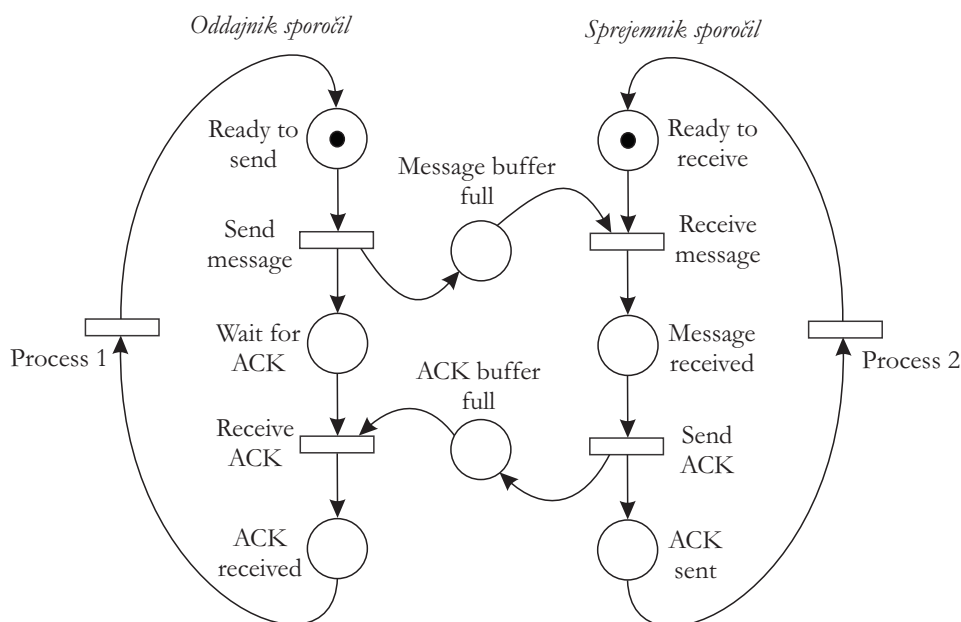 Oddajnik sporočil
Sprejemnik sporočil
Ready to
send
Message buffer
full
Ready to
receive
Send
message
Receive
message
Process 1
Wait for
ACK
Message
received
Process 2
ACK buffer
full
Receive
ACK
Send
ACK
ACK
received
ACK
sent